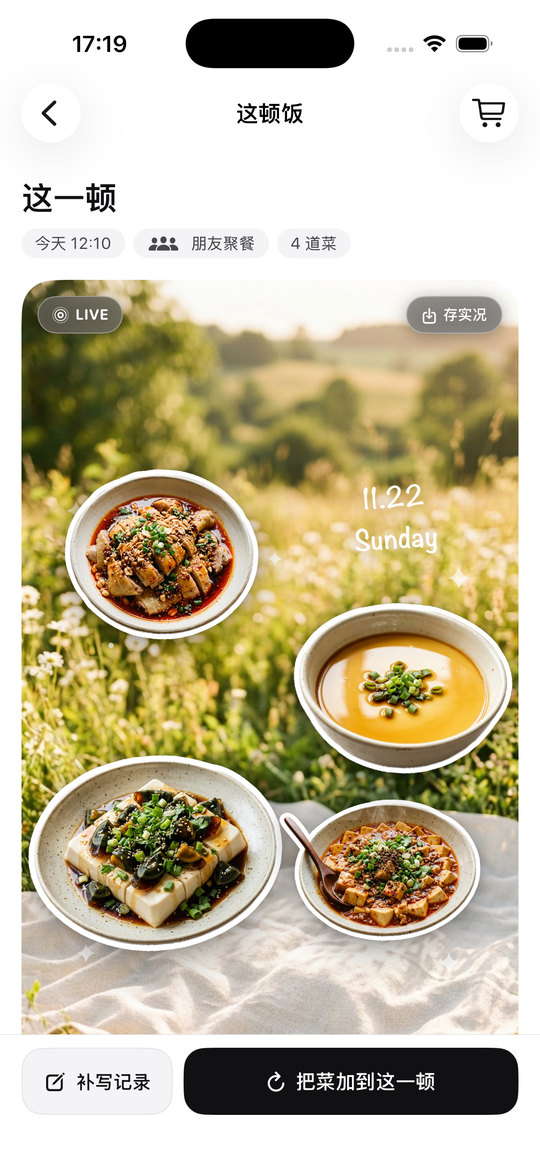 17:19
这顿饭
这一顿
今天 12:10
朋友聚餐
4 道菜
LIVE
存实况
11.22
Sunday
补写记录
把菜加到这一顿